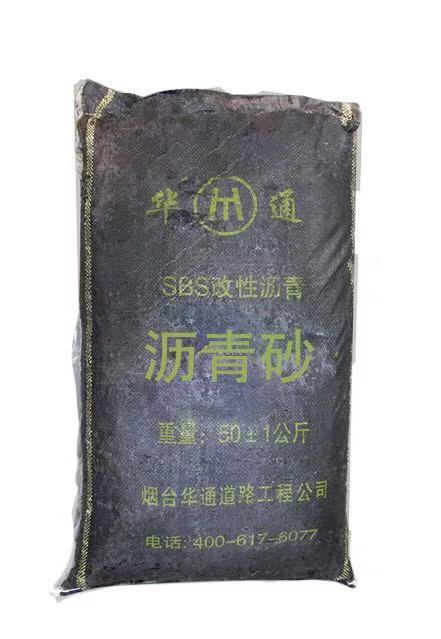 华 通
SBS改性沥青
沥青砂
重量：50±1公斤
烟台华通道路工程公司
电话：400-617-6077